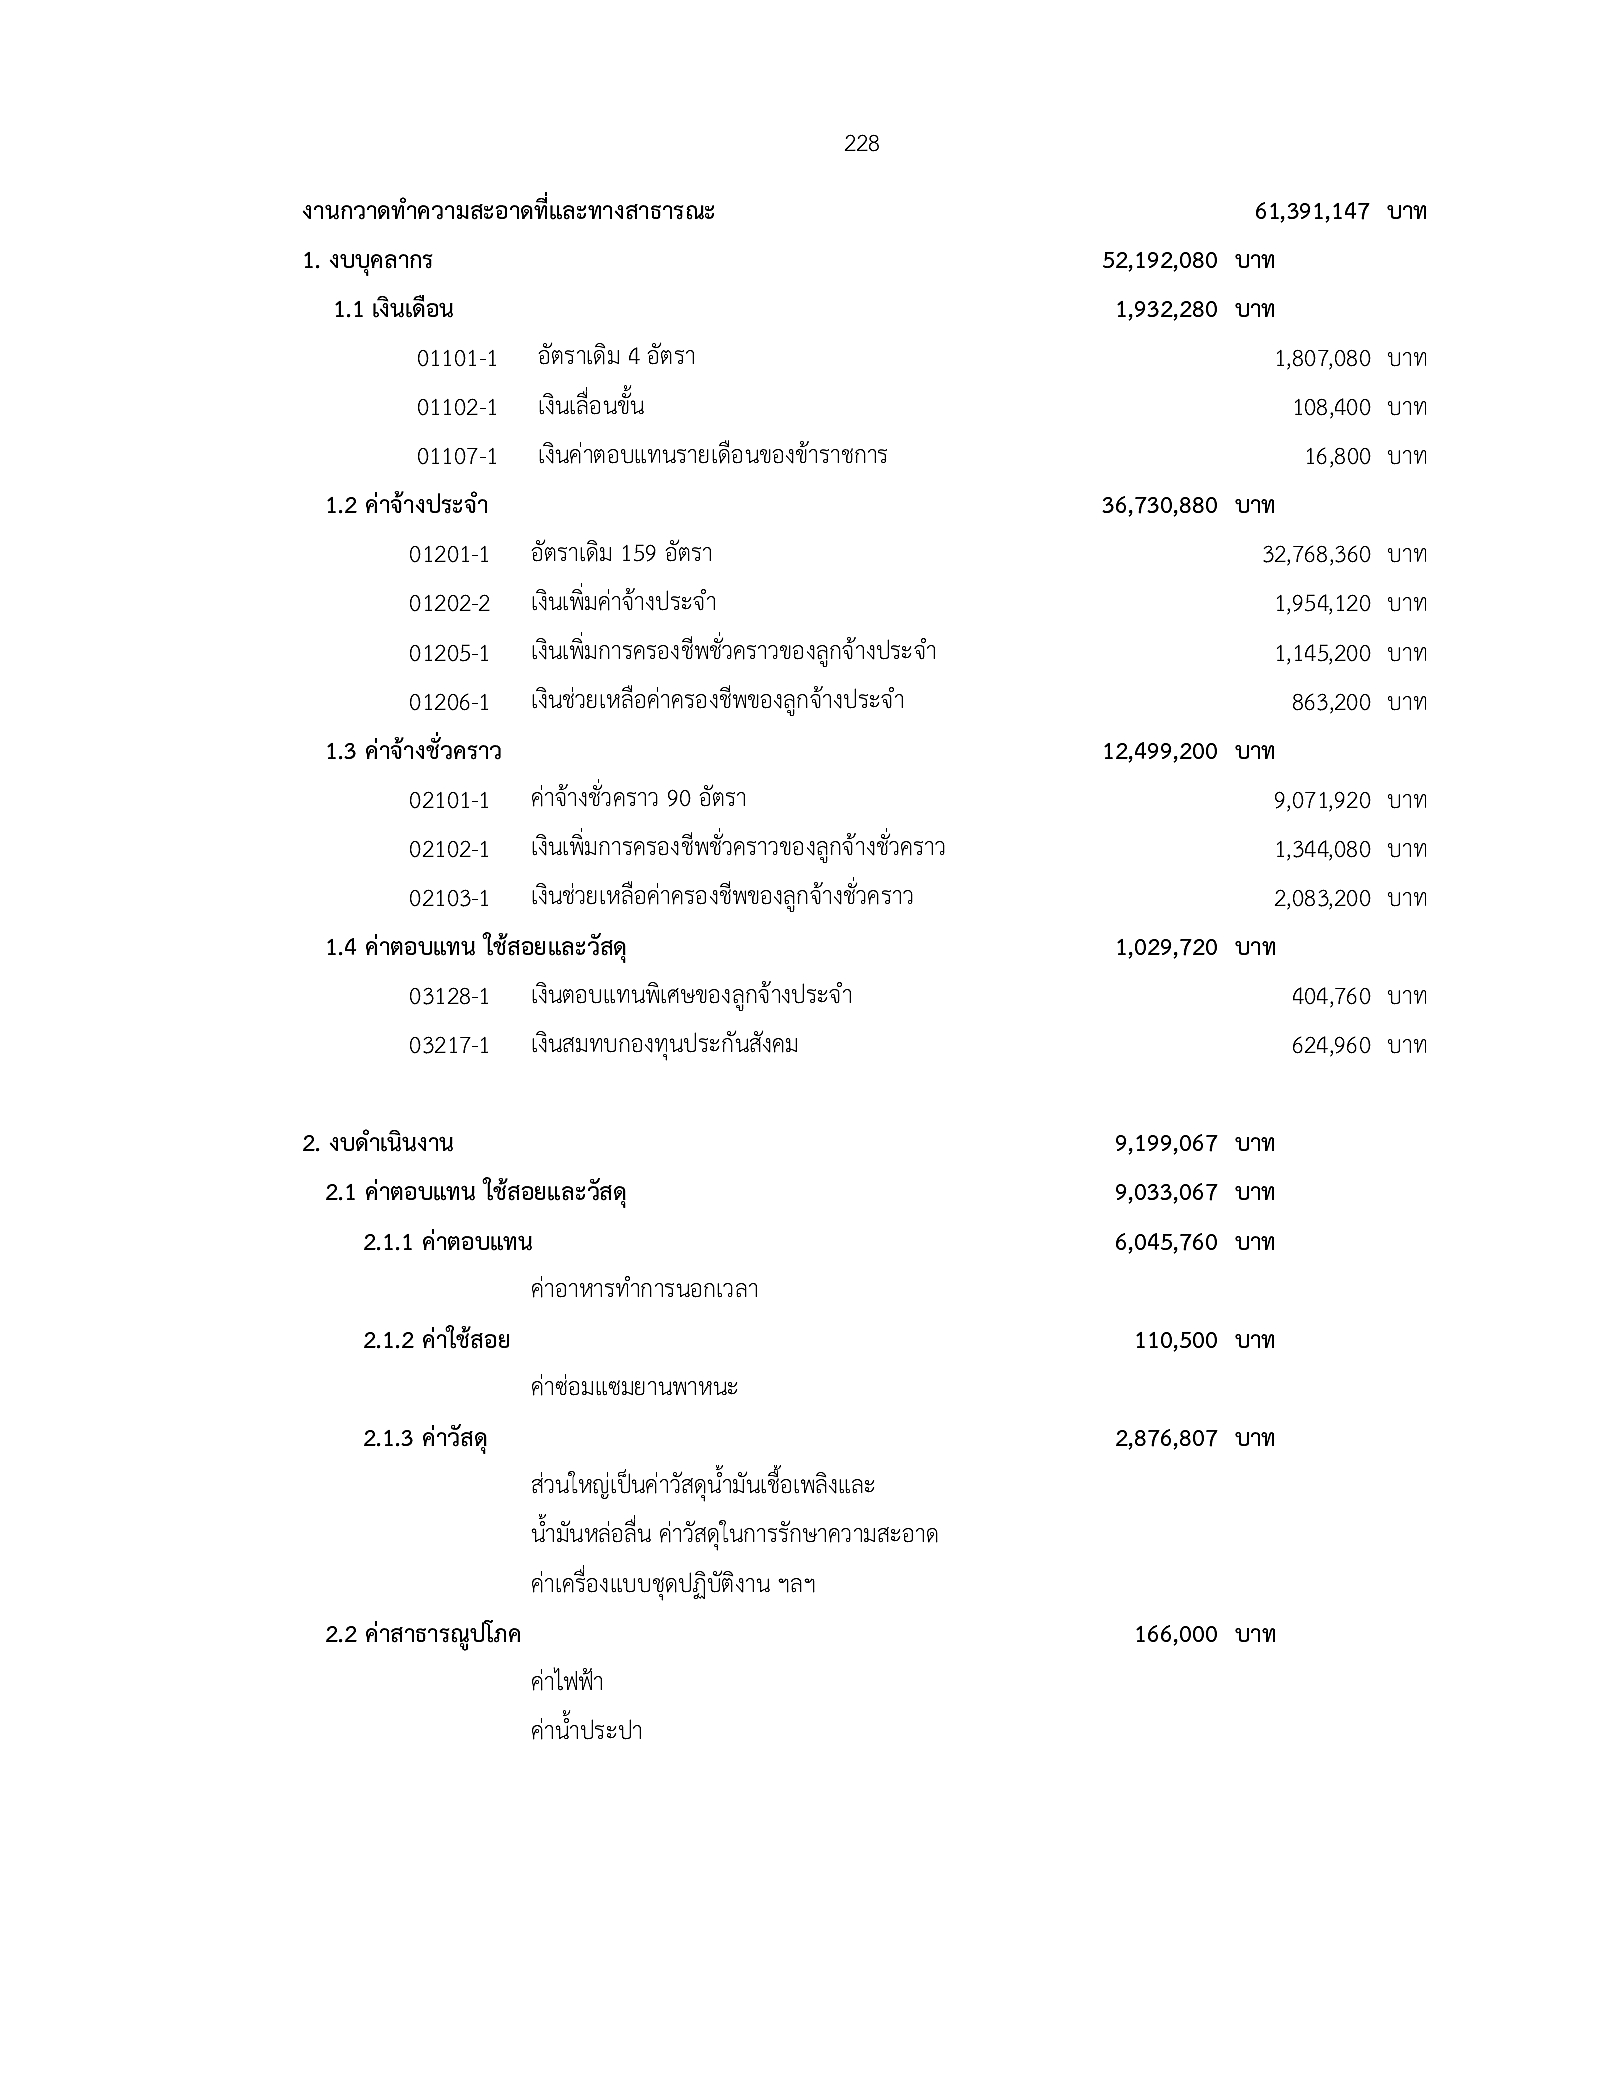 228
งานกวาดทำความสะอาดที่และทางสาธารณะ 61,391,147 บาท
1. งบบุคลากร 52,192,080 บาท
1.1 เงินเดือน 1,932,280 บาท
01101-1 อัตราเดิม 4 อัตรา 1,807,080 บาท
01102-1 เงินเลื่อนขั้น 108,400 บาท
01107-1 เงินค่าตอบแทนรายเดือนของข้าราชการ 16,800 บาท
1.2 ค่าจ้างประจำ 36,730,880 บาท
01201-1 อัตราเดิม 159 อัตรา 32,768,360 บาท
01202-2 เงินเพิ่มค่าจ้างประจำ 1,954,120 บาท
01205-1 เงินเพิ่มการครองชีพชั่วคราวของลูกจ้างประจำ 1,145,200 บาท
01206-1 เงินช่วยเหลือค่าครองชีพของลูกจ้างประจำ 863,200 บาท
1.3 ค่าจ้างชั่วคราว 12,499,200 บาท
02101-1 ค่าจ้างชั่วคราว 90 อัตรา 9,071,920 บาท
02102-1 เงินเพิ่มการครองชีพชั่วคราวของลูกจ้างชั่วคราว 1,344,080 บาท
02103-1 เงินช่วยเหลือค่าครองชีพของลูกจ้างชั่วคราว 2,083,200 บาท
1.4 ค่าตอบแทน ใช้สอยและวัสดุ 1,029,720 บาท
03128-1 เงินตอบแทนพิเศษของลูกจ้างประจำ 404,760 บาท
03217-1 เงินสมทบกองทุนประกันสังคม 624,960 บาท
2. งบดำเนินงาน 9,199,067 บาท
2.1 ค่าตอบแทน ใช้สอยและวัสดุ 9,033,067 บาท
2.1.1 ค่าตอบแทน 6,045,760 บาท
ค่าอาหารทำการนอกเวลา
2.1.2 ค่าใช้สอย 110,500 บาท
ค่าซ่อมแซมยานพาหนะ
2.1.3 ค่าวัสดุ 2,876,807 บาท
ส่วนใหญ่เป็นค่าวัสดุน้ำมันเชื้อเพลิงและ
น้ำมันหล่อลื่น ค่าวัสดุในการรักษาความสะอาด
ค่าเครื่องแบบชุดปฏิบัติงาน ฯลฯ
2.2 ค่าสาธารณูปโภค 166,000 บาท
ค่าไฟฟ้า
ค่าน้ำประปา